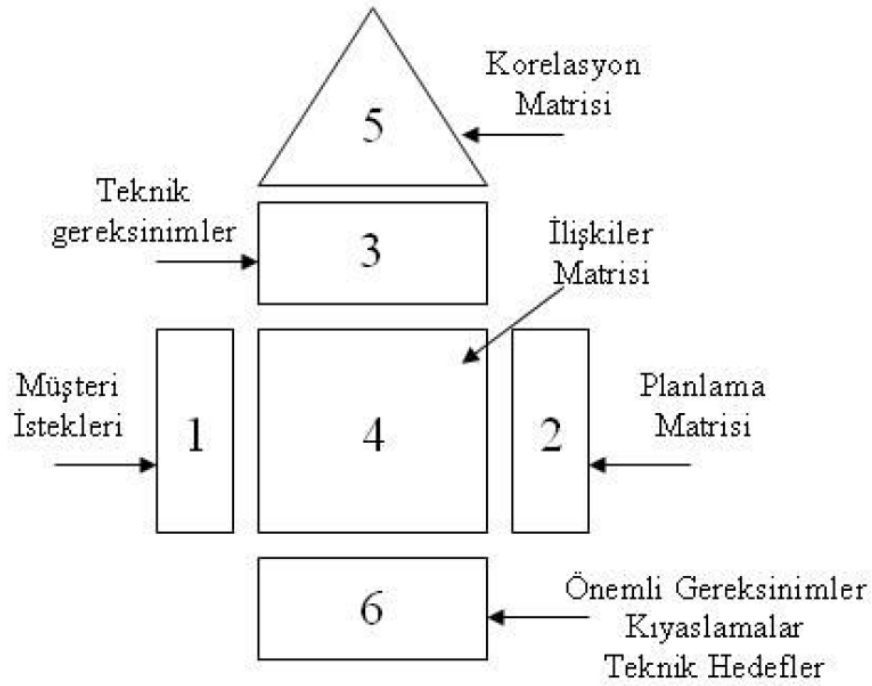 Korelasyon
Matrisi
5
Teknik
gereksinimler
3
İlişkiler
Matrisi
Müşteri
İstekleri
1
4
2
Planlama
Matrisi
6
Önemli Gereksinimler
Kıyaslamalar
Teknik Hedefler